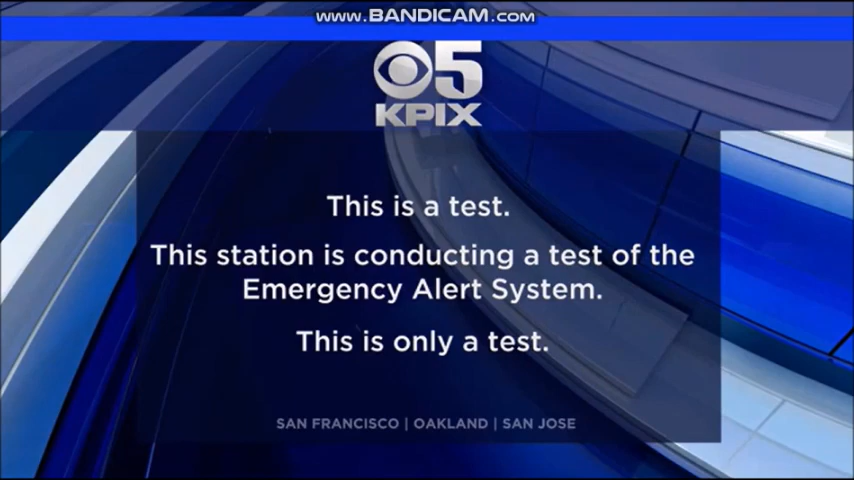 www.BANDICAM.com
5
KPIX
This is a test.
This station is conducting a test of the
Emergency Alert System.
This is only a test.
SAN FRANCISCO | OAKLAND | SAN JOSE